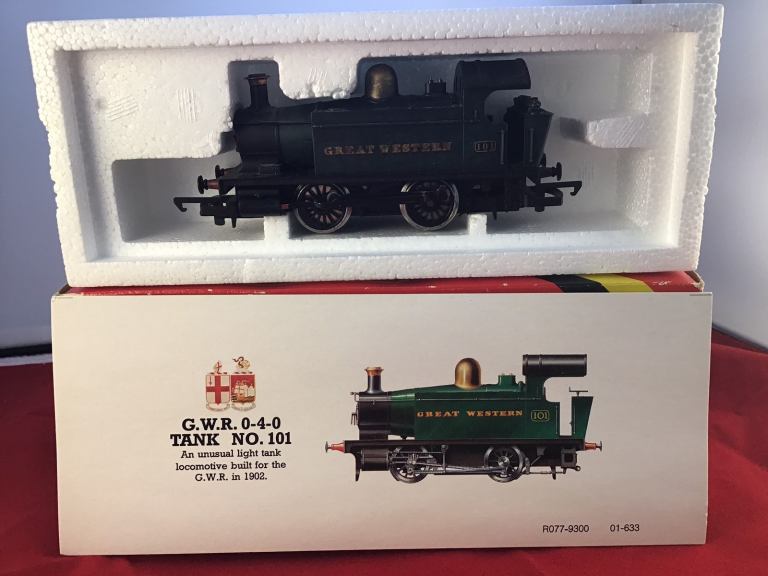 GREAT WESTERN 101
G.W.R. 0-4-0
TANK NO. 101
An unusual light tank
locomotive built for the
G.W.R. in 1902.
GREAT WESTERN 101
R077-9300 01-633